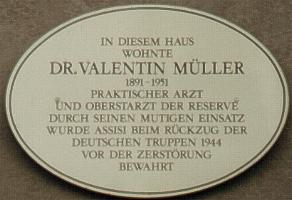 IN DIESEM HAUS
WOHNTE
DR. VALENTIN MÜLLER
1891-1951
PRAKTISCHER ARZT
UND OBERSTARZT DER RESERVE
DURCH SEINEN MUTIGEN EINSATZ
WURDE ASSISI BEIM RÜCKZUG DER
DEUTSCHEN TRUPPEN 1944
VOR DER ZERSTÖRUNG
BEWAHRT